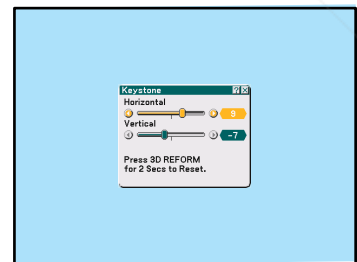 Keystone
Horizontal
9
Vertical
-7
Press 3D REFORM
for 2 Secs to Reset.